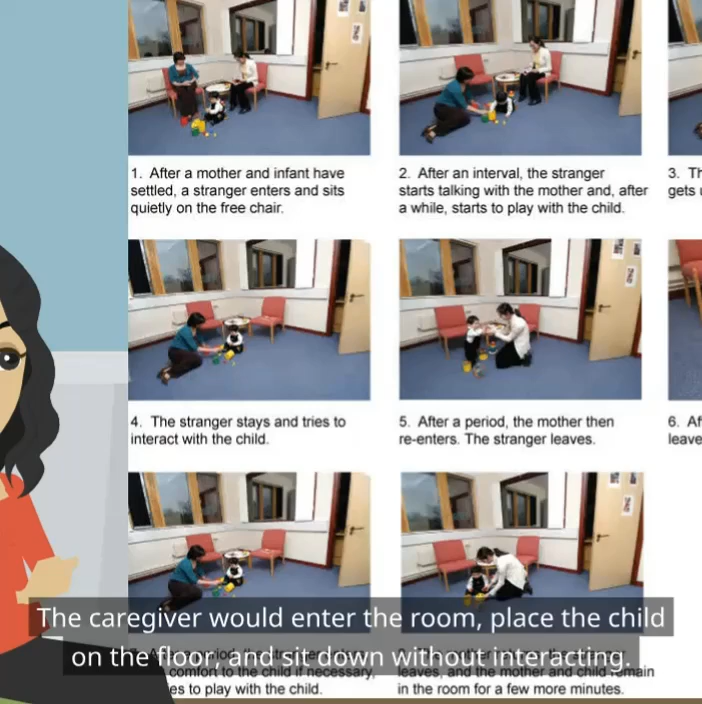 1. After a mother and infant have
settled, a stranger enters and sits
quietly on the free chair.
2. After an interval, the stranger
starts talking with the mother and, after
a while, starts to play with the child.
3. Th
gets u
4. The stranger stays and tries to
interact with the child.
5. After a period, the mother then
re-enters. The stranger leaves.
6. Af
leave
The caregiver would enter the room, place the child
on the floor, and sit down without interacting.
comfort to the child if necessary,
es to play with the child.
leaves, and the mother and child remain
in the room for a few more minutes.